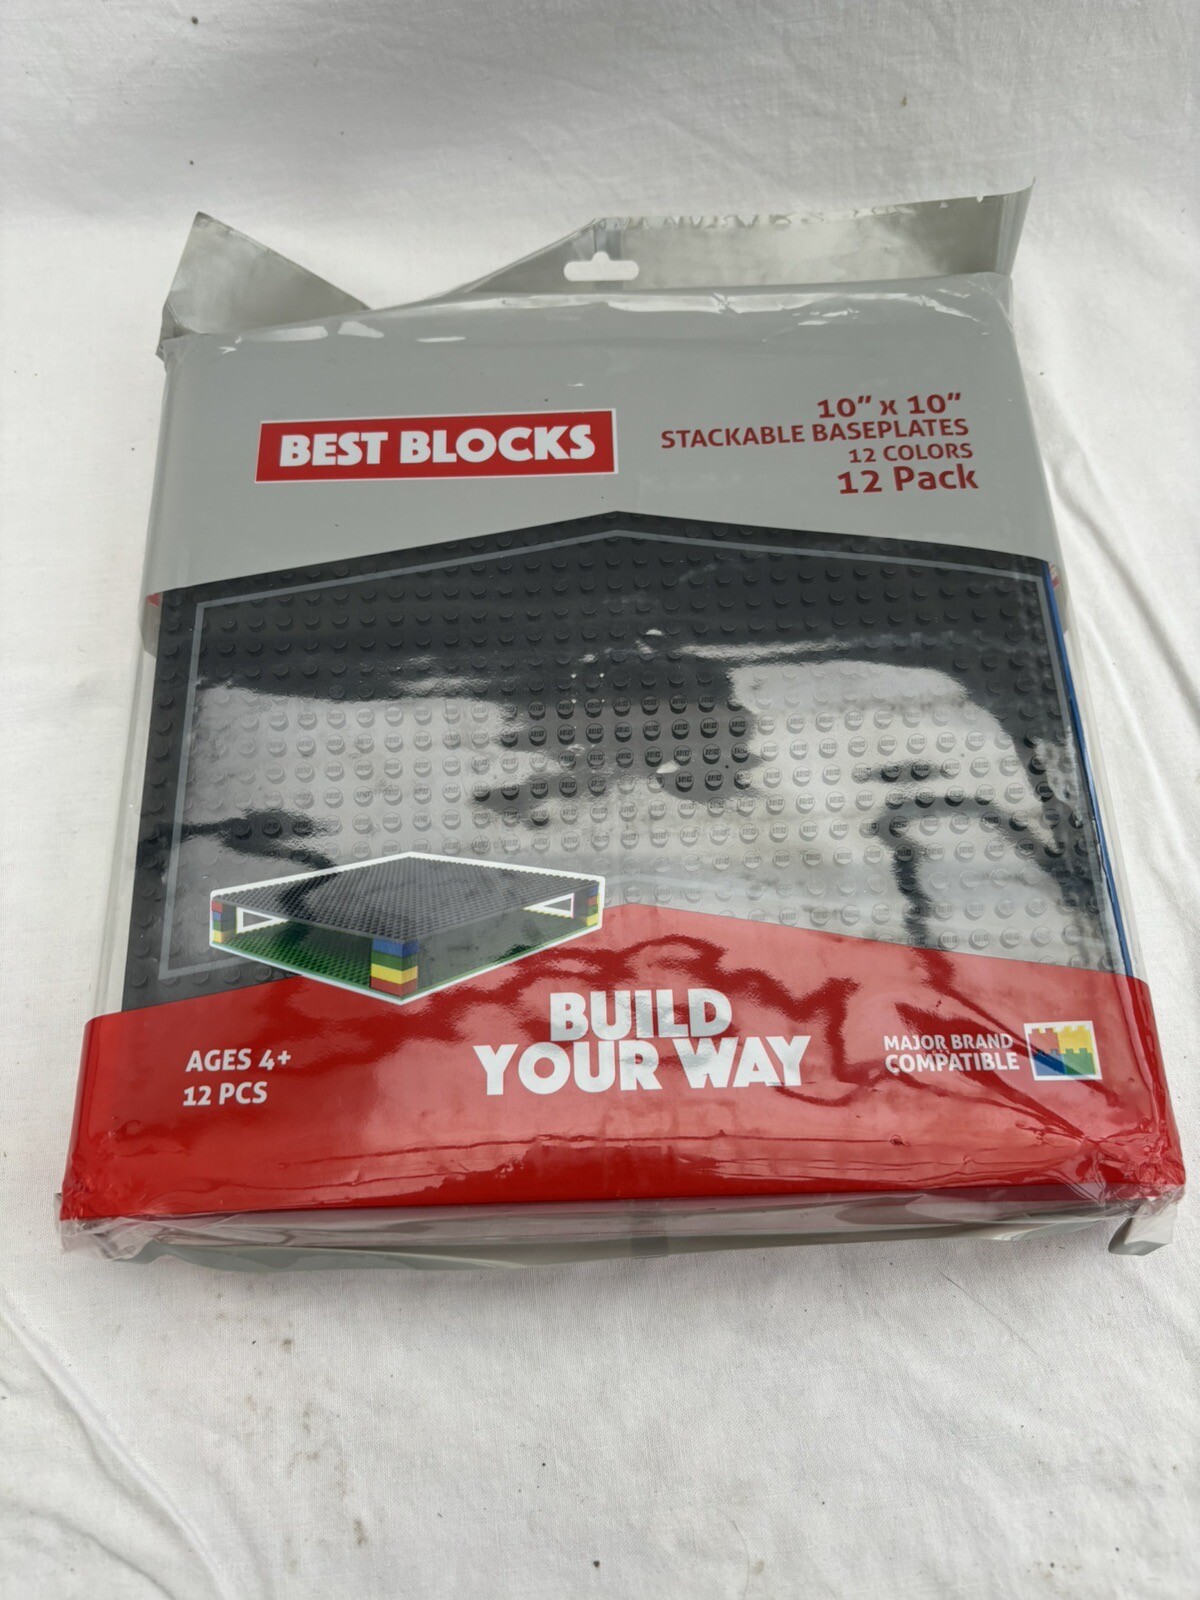 BEST BLOCKS
10" x 10"
STACKABLE BASEPLATES
12 COLORS
12 Pack
BUILD
YOUR WAY
AGES 4+
12 PCS
MAJOR BRAND
COMPATIBLE